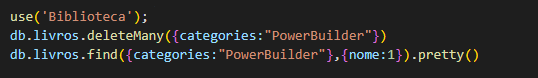 use('Biblioteca');
db.livros.deleteMany({categories:"PowerBuilder"})
db.livros.find({categories:"PowerBuilder"},{nome:1}).pretty()